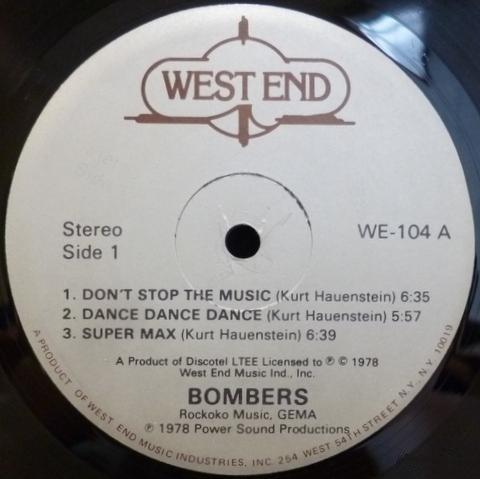 WEST END
Stereo
Side 1
WE-104 A
1. DON'T STOP THE MUSIC (Kurt Hauenstein) 6:35
2. DANCE DANCE DANCE (Kurt Hauenstein) 5:57
3. SUPER MAX (Kurt Hauenstein) 6:39
A Product of Discotel LTEE Licensed to ℗ © 1978
West End Music Ind., Inc.
BOMBERS
Rockoko Music, GEMA
℗ 1978 Power Sound Productions
A PRODUCT OF WEST END MUSIC INDUSTRIES, INC. 254 WEST 54TH STREET N.Y., N.Y. 10019